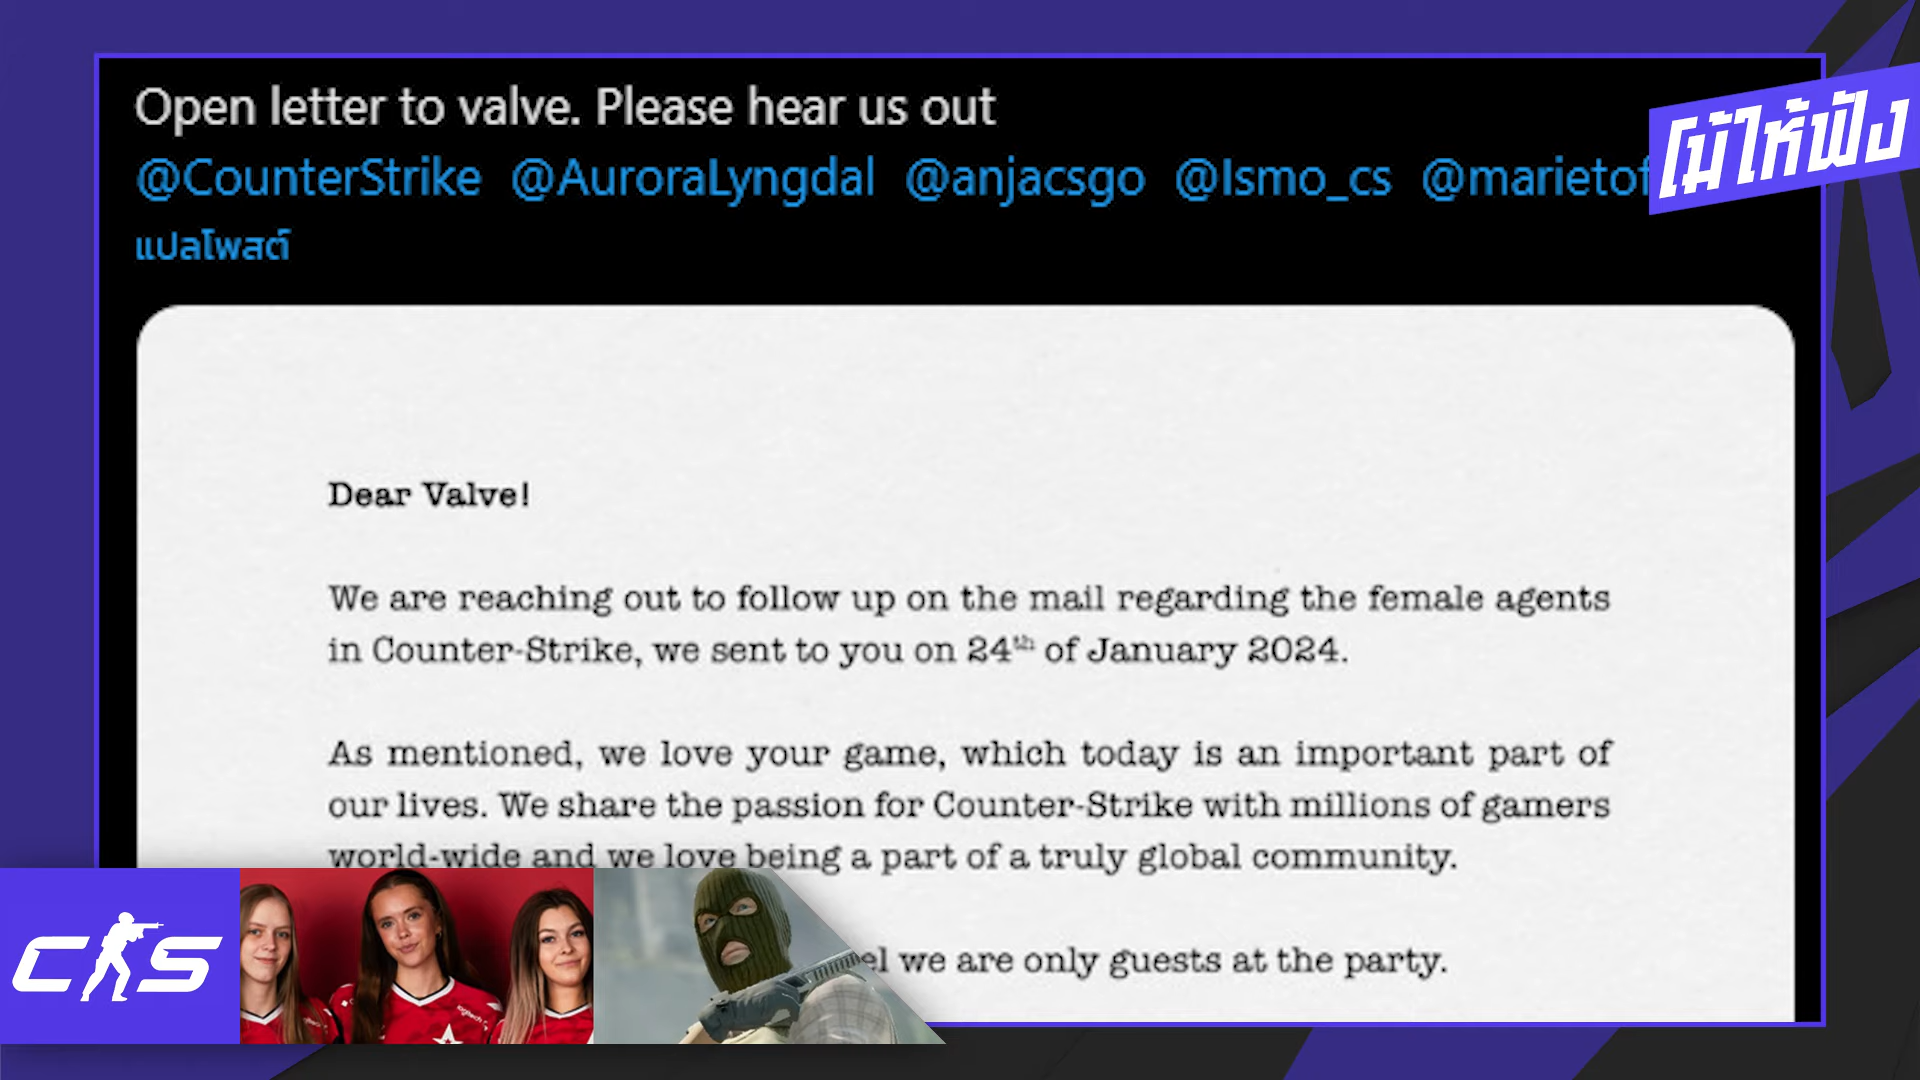 Open letter to valve. Please hear us out
@CounterStrike @AuroraLyngdal @anjacsgo @Ismo_cs @marietof
โม้ให้ฟัง
แปลโพสต์
Dear Valve!
We are reaching out to follow up on the mail regarding the female agents
in Counter-Strike, we sent to you on 24th of January 2024.
As mentioned, we love your game, which today is an important part of
our lives. We share the passion for Counter-Strike with millions of gamers
world-wide and we love being a part of a truly global community.
we are only guests at the party.
CS